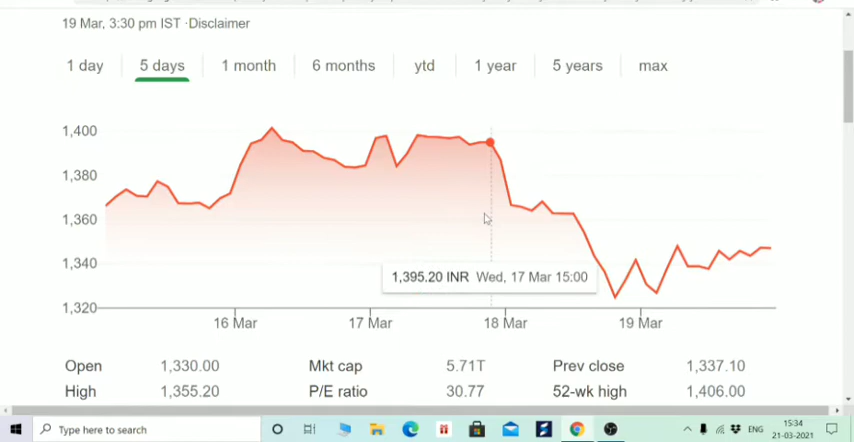 19 Mar, 3:30 pm IST ·Disclaimer
1 day 5 days 1 month 6 months ytd 1 year 5 years max
1,400
1,380
1,360
1,340
1,320
1,395.20 INR Wed, 17 Mar 15:00
16 Mar 17 Mar 18 Mar 19 Mar
Open 1,330.00 Mkt cap 5.71T Prev close 1,337.10
High 1,355.20 P/E ratio 30.77 52-wk high 1,406.00
Type here to search
ENG
15:34
21-03-2021